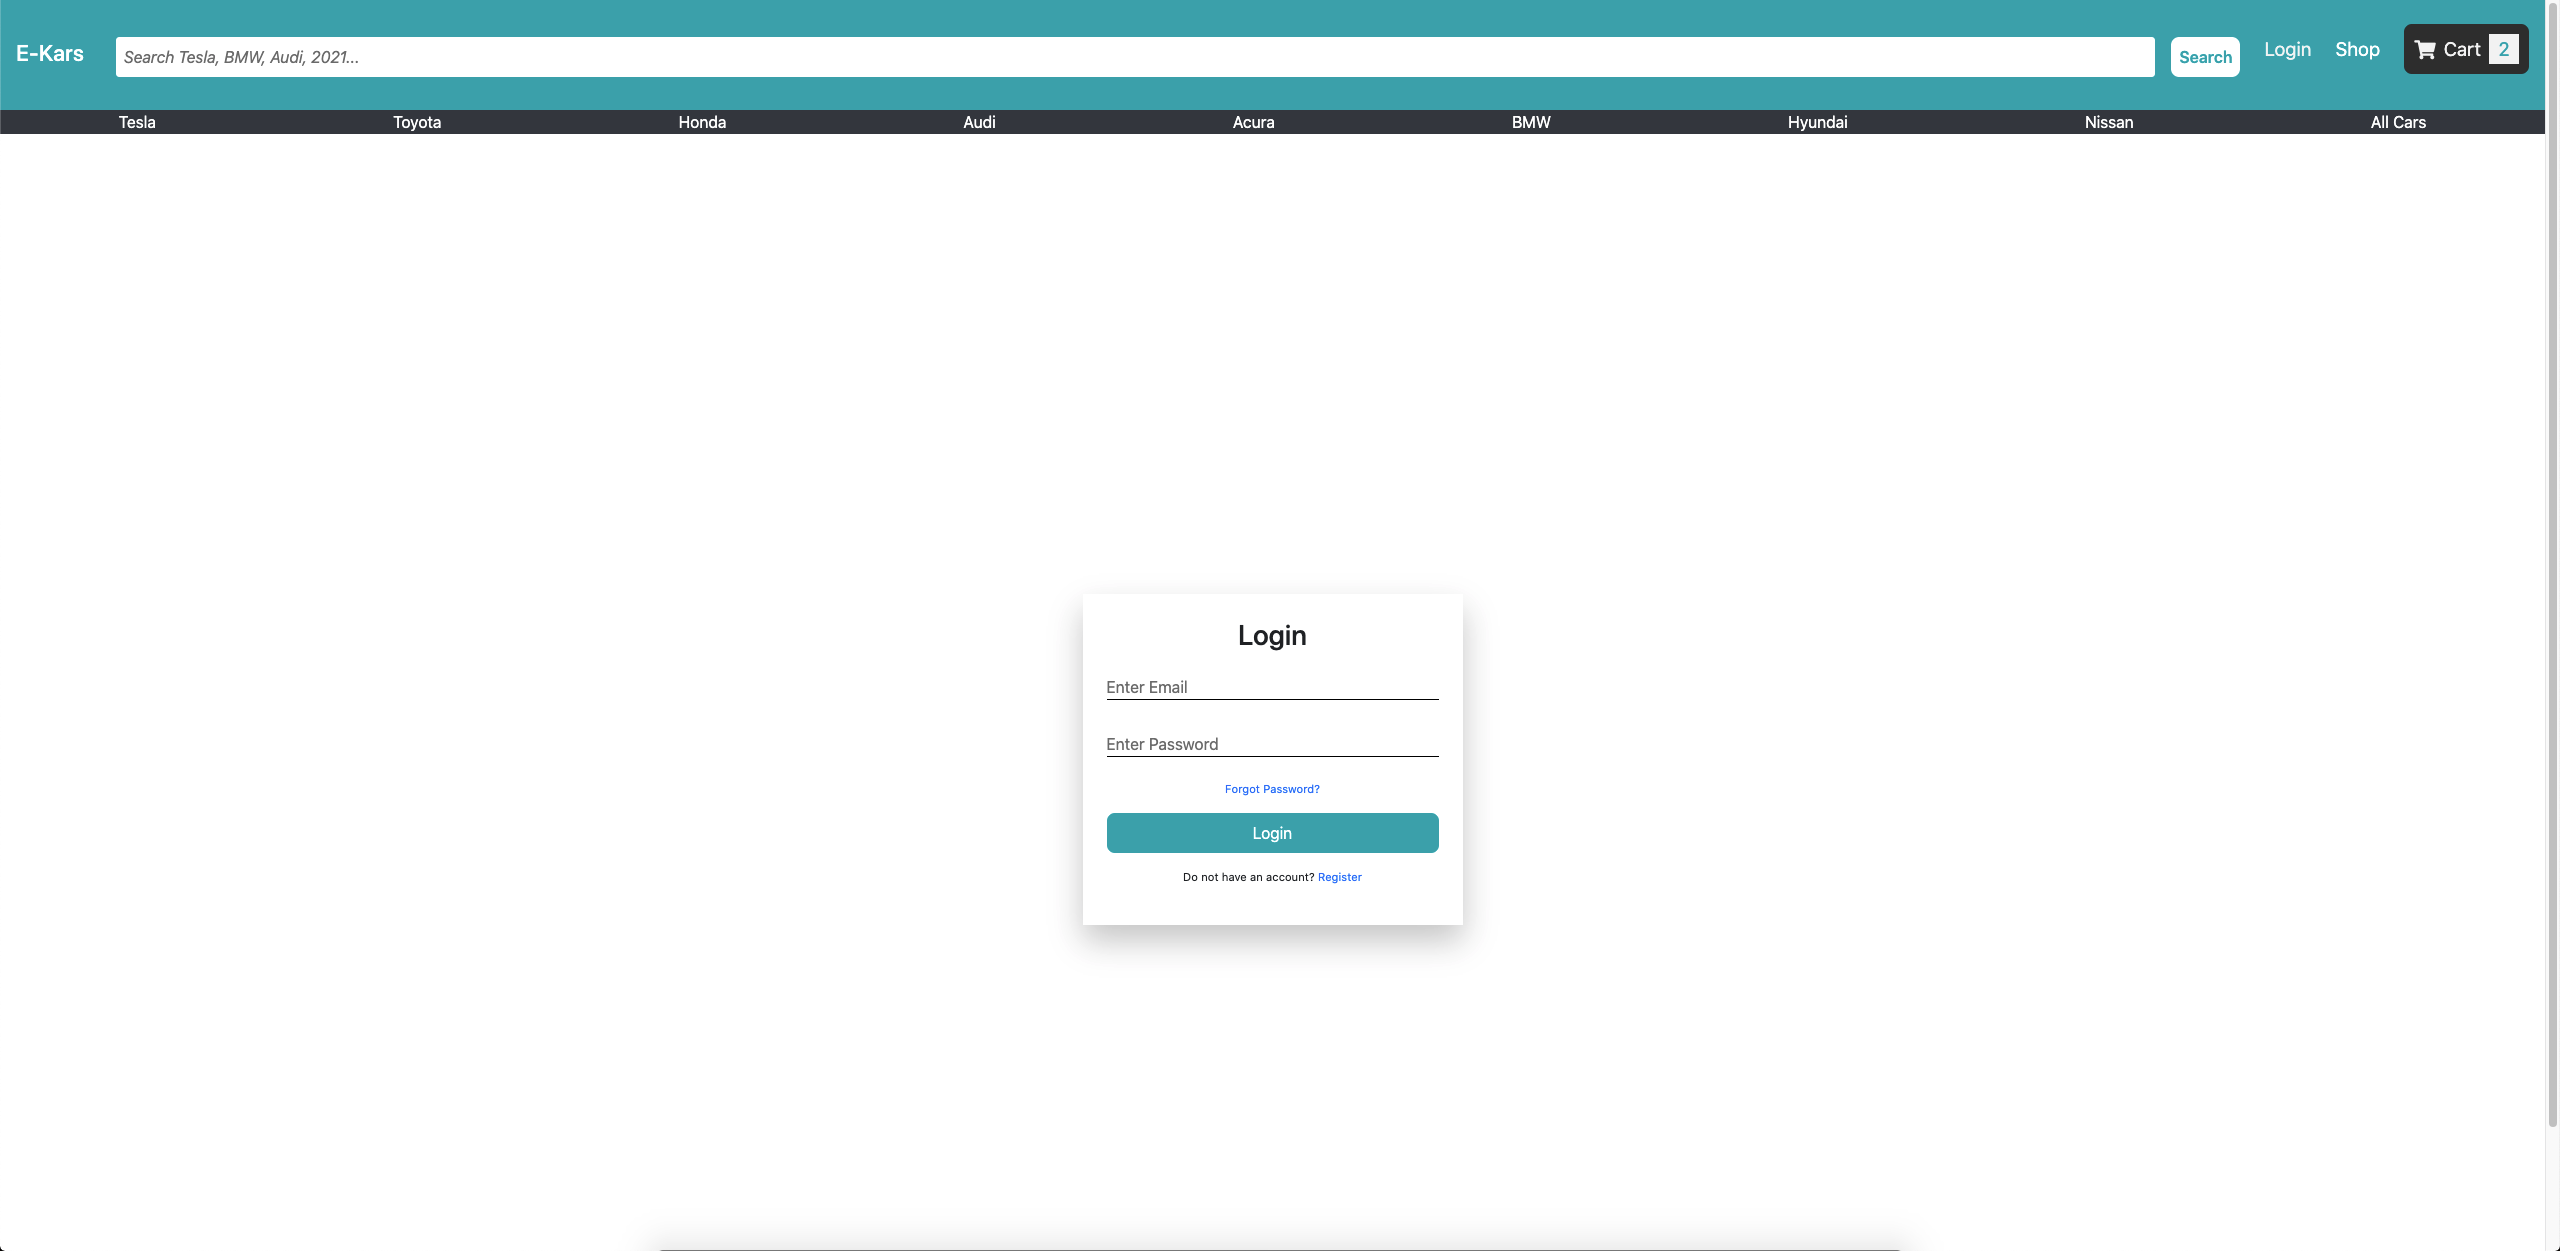 E-Kars
Search Tesla, BMW, Audi, 2021...
Search
Login
Shop
Cart 2
Tesla
Toyota
Honda
Audi
Acura
BMW
Hyundai
Nissan
All Cars
Login
Enter Email
Enter Password
Forgot Password?
Login
Do not have an account? Register